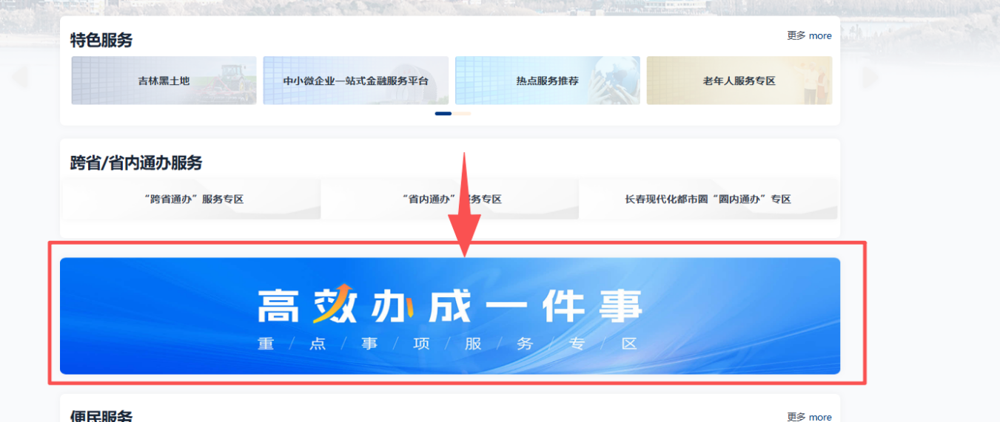 特色服务
更多 more
吉林黑土地
中小微企业一站式金融服务平台
热点服务推荐
老年人服务专区
跨省/省内通办服务
“跨省通办”服务专区
“省内通办”服务专区
长春现代化都市圈“圈内通办”专区
高效办成一件事
重/点/事/项/服/务/专/区
便民服务
更多 more